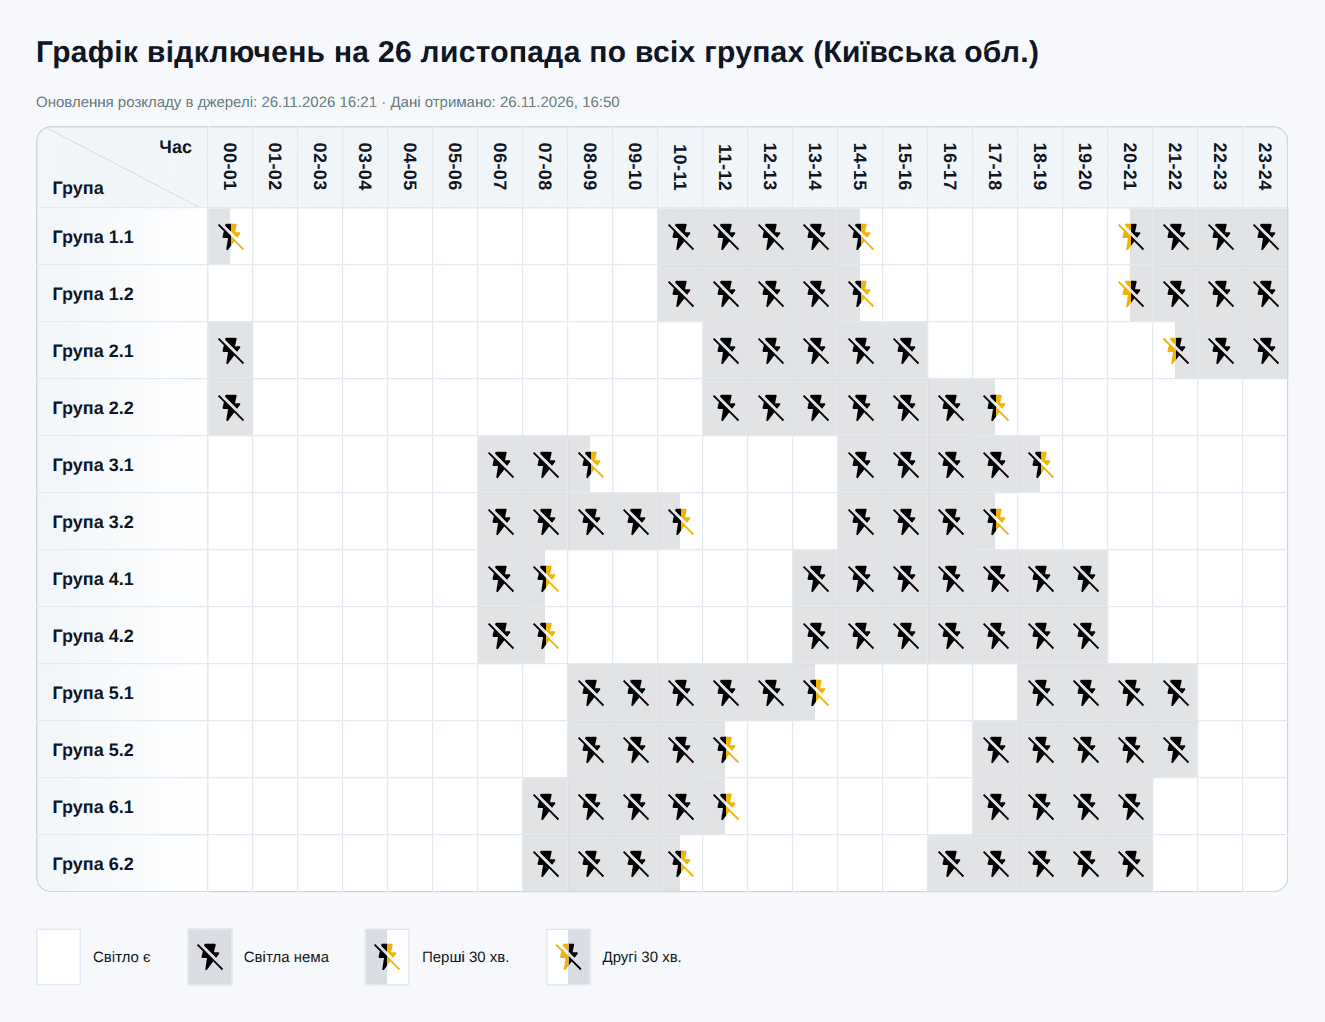 Графік відключень на 26 листопада по всіх групах (Київська обл.)
Оновлення розкладу в джерелі: 26.11.2026 16:21 · Дані отримано: 26.11.2026, 16:50
Час
Група
00-01 01-02 02-03 03-04 04-05 05-06 06-07 07-08 08-09 09-10 10-11 11-12 12-13 13-14 14-15 15-16 16-17 17-18 18-19 19-20 20-21 21-22 22-23 23-24
Група 1.1
Група 1.2
Група 2.1
Група 2.2
Група 3.1
Група 3.2
Група 4.1
Група 4.2
Група 5.1
Група 5.2
Група 6.1
Група 6.2
Світло є Світла нема Перші 30 хв. Другі 30 хв.